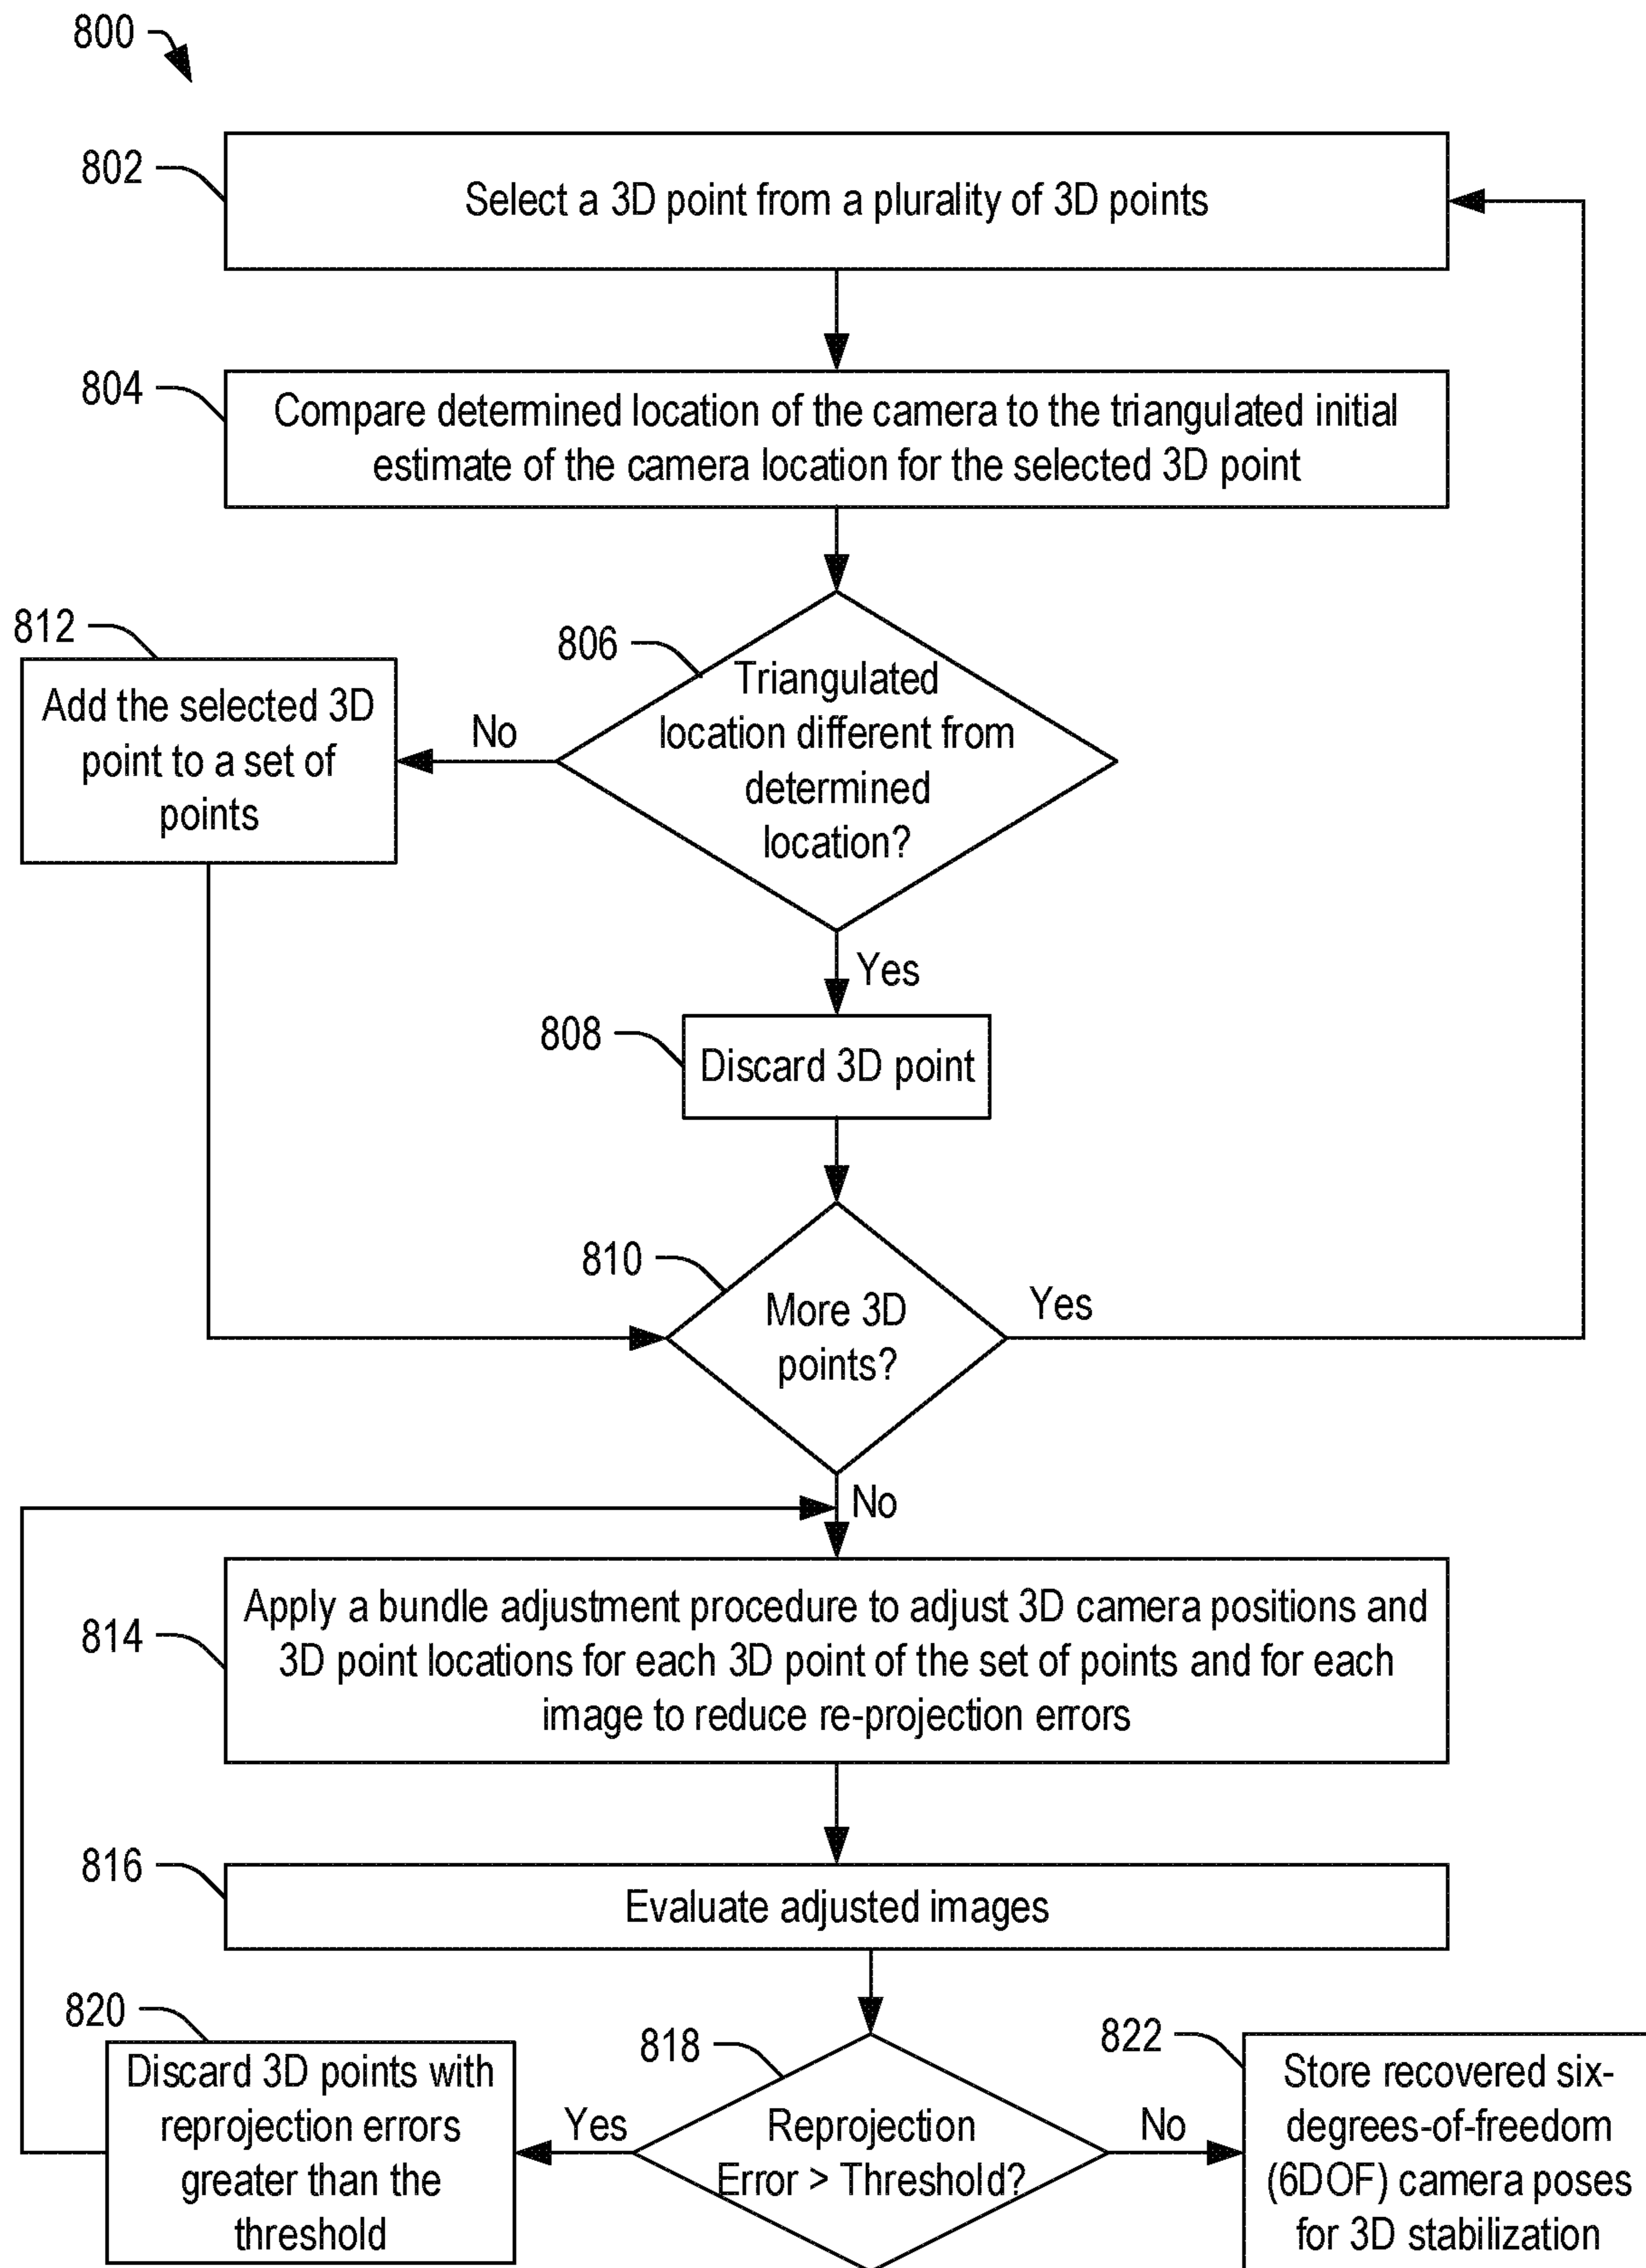 800
802
Select a 3D point from a plurality of 3D points
804
Compare determined location of the camera to the triangulated initial
estimate of the camera location for the selected 3D point
812
Add the selected 3D
point to a set of
points
No
806
Triangulated
location different from
determined
location?
Yes
808
Discard 3D point
810
More 3D
points?
Yes
No
814
Apply a bundle adjustment procedure to adjust 3D camera positions and
3D point locations for each 3D point of the set of points and for each
image to reduce re-projection errors
816
Evaluate adjusted images
820
Discard 3D points with
reprojection errors
greater than the
threshold
Yes
818
Reprojection
Error > Threshold?
No
822
Store recovered six-
degrees-of-freedom
(6DOF) camera poses
for 3D stabilization